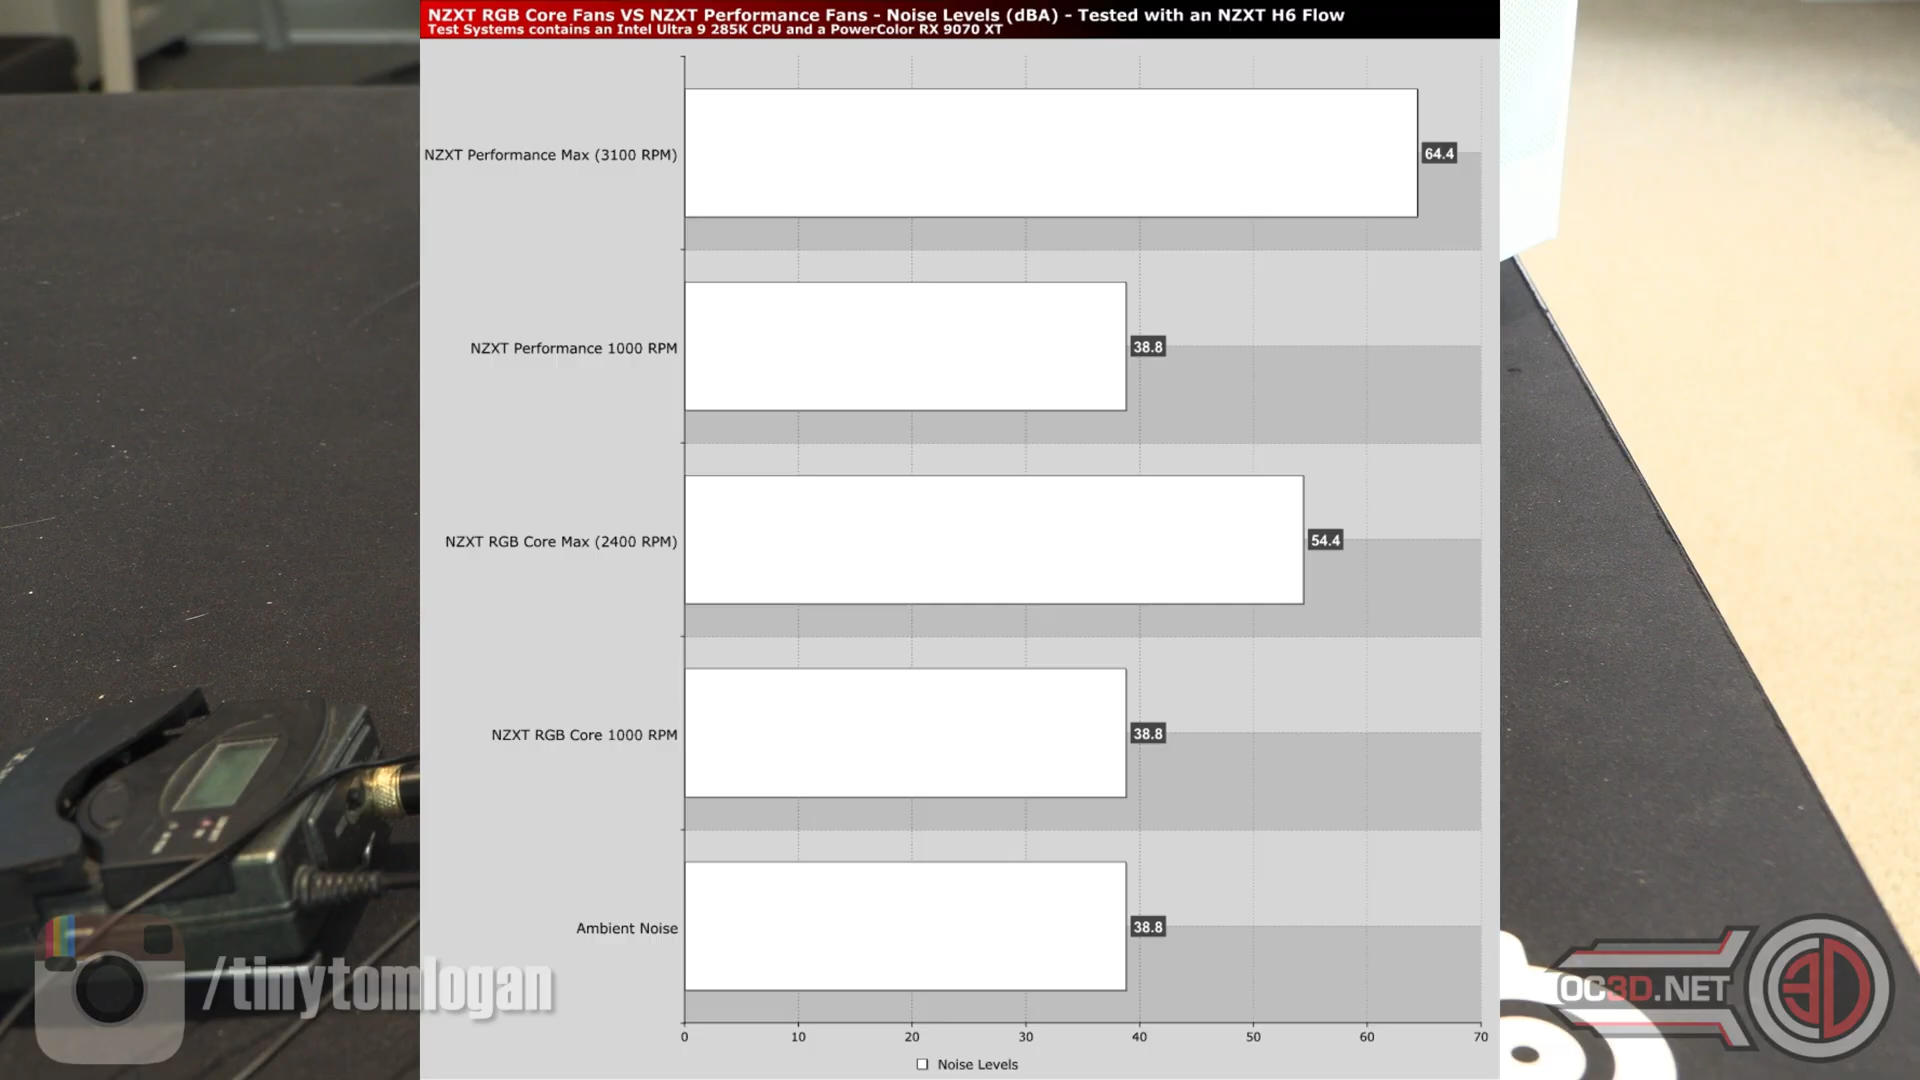 NZXT RGB Core Fans VS NZXT Performance Fans - Noise Levels (dBA) - Tested with an NZXT H6 Flow
Test Systems contains an Intel Ultra 9 285K CPU and a PowerColor RX 9070 XT
NZXT Performance Max (3100 RPM)
64.4
NZXT Performance 1000 RPM
38.8
NZXT RGB Core Max (2400 RPM)
54.4
NZXT RGB Core 1000 RPM
38.8
Ambient Noise
38.8
0 10 20 30 40 50 60 70
Noise Levels
/tinytomlogan
OC3D.NET
3D